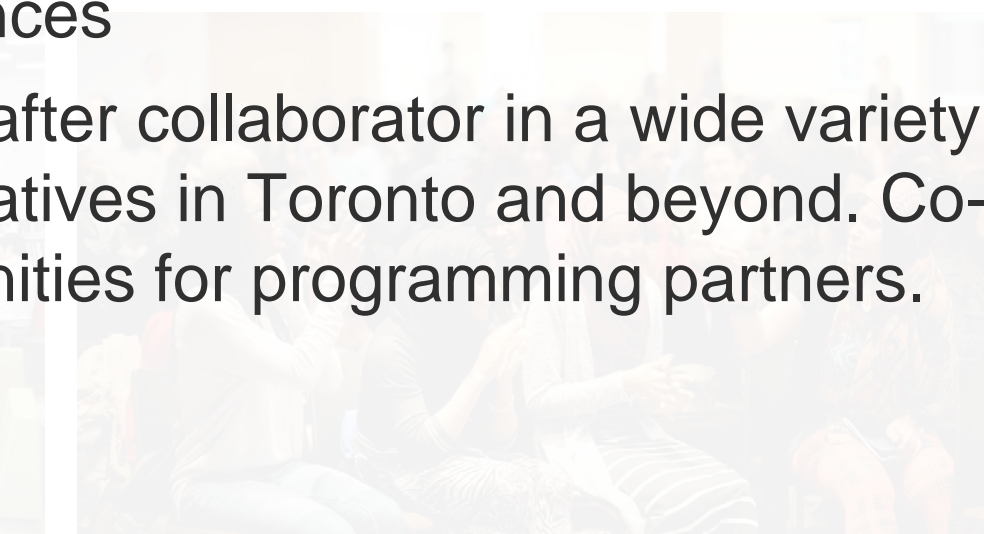 nces
after collaborator in a wide variety
atives in Toronto and beyond. Co-
nities for programming partners.